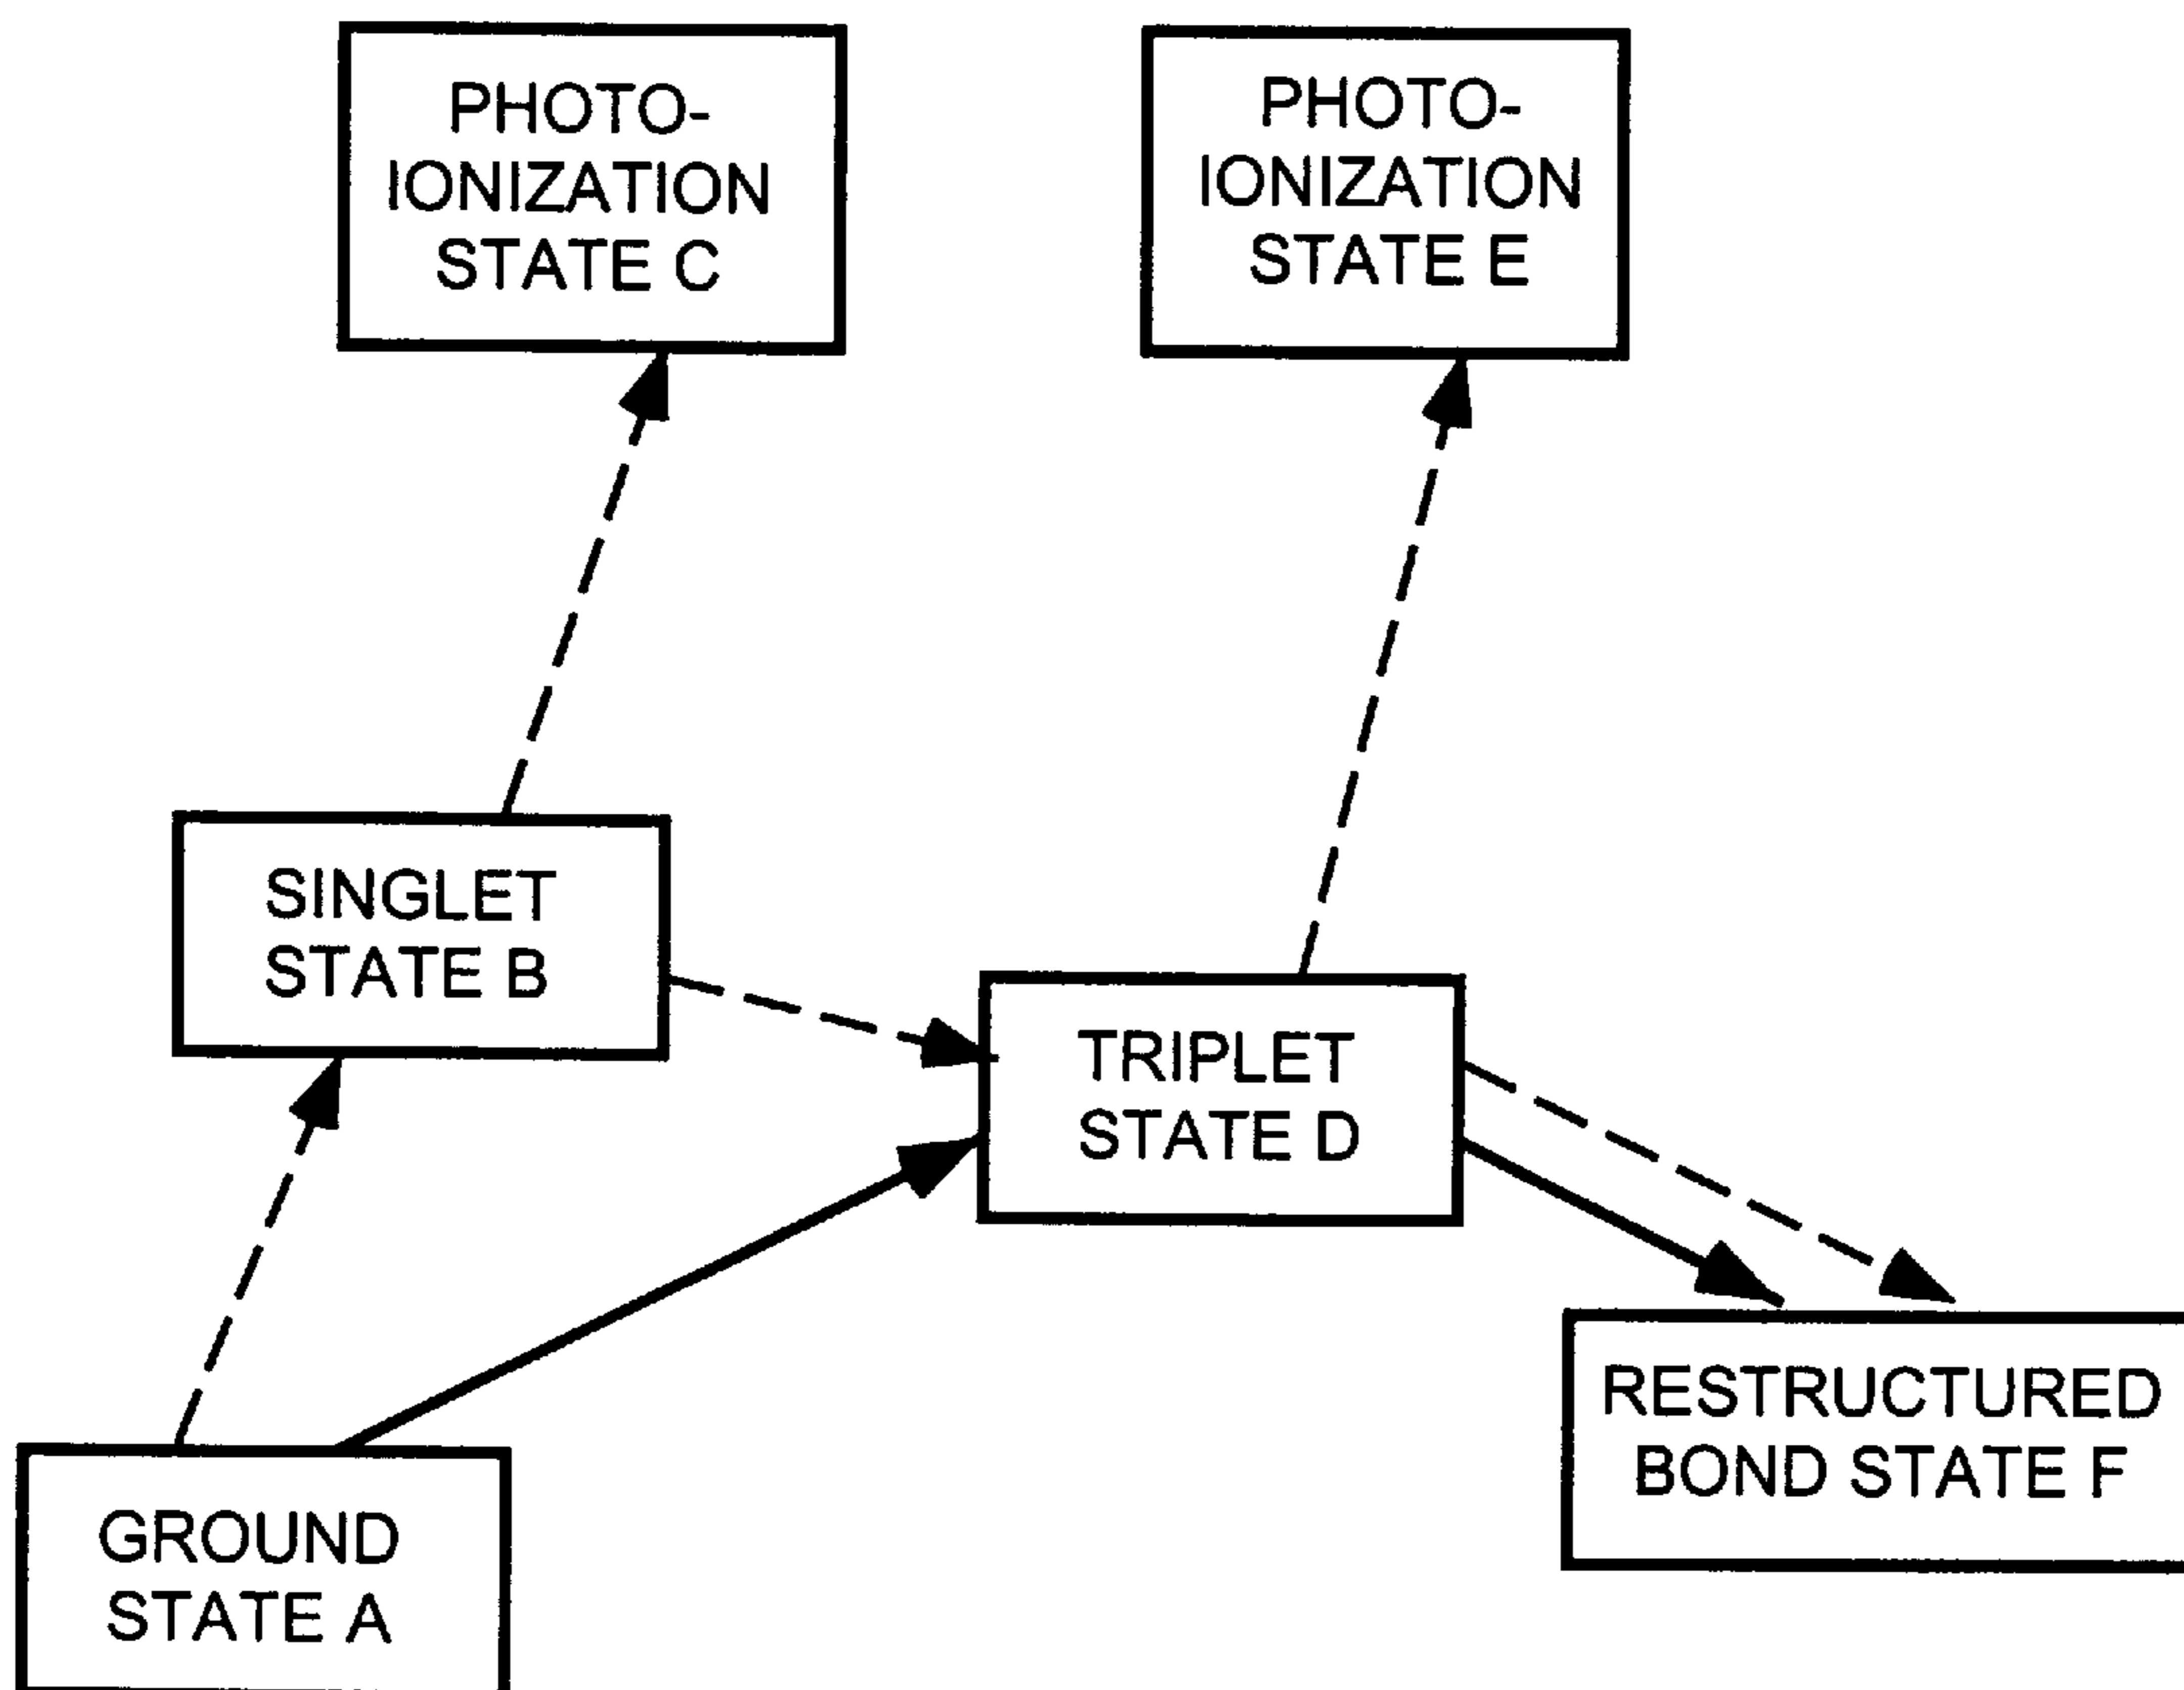 PHOTO-
IONIZATION
STATE C
PHOTO-
IONIZATION
STATE E
SINGLET
STATE B
TRIPLET
STATE D
RESTRUCTURED
BOND STATE F
GROUND
STATE A